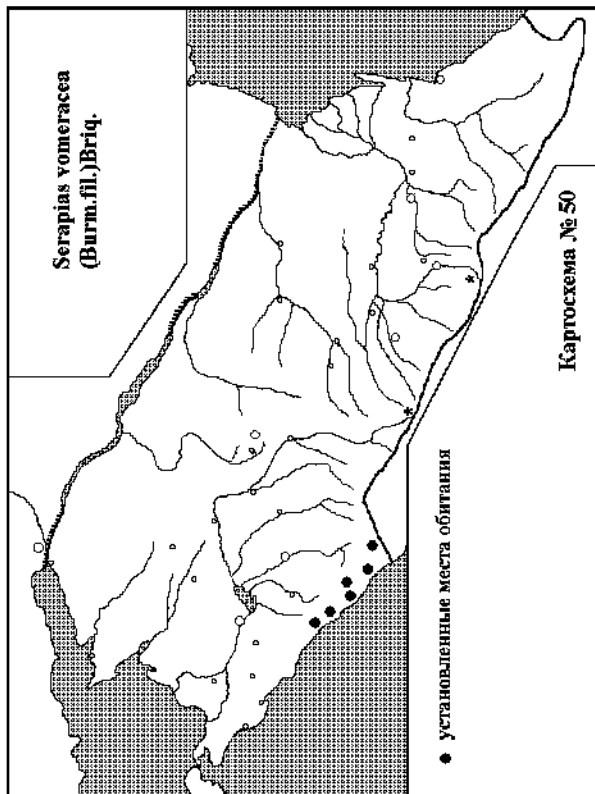 Serapias vomeracea
(Burm.fil.)Briq.
Картосхема № 50
установленные места обитания